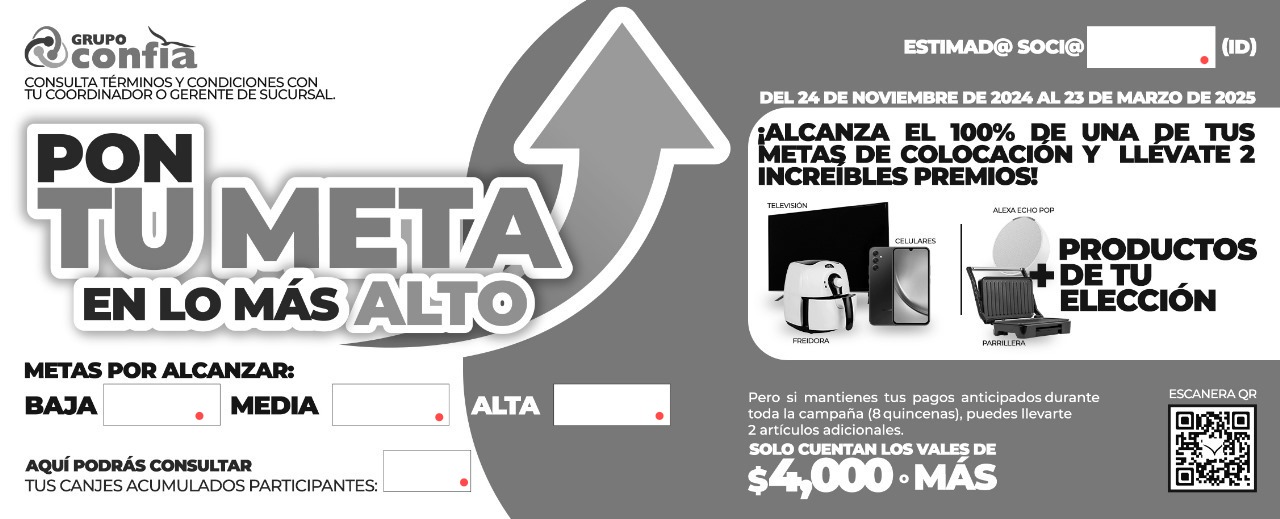 GRUPO
confía
CONSULTA TÉRMINOS Y CONDICIONES CON
TU COORDINADOR O GERENTE DE SUCURSAL.
PON
TU META
EN LO MÁS ALTO
METAS POR ALCANZAR:
BAJA
MEDIA
ALTA
AQUÍ PODRÁS CONSULTAR
TUS CANJES ACUMULADOS PARTICIPANTES:
ESTIMAD@ SOCI@ (ID)
DEL 24 DE NOVIEMBRE DE 2024 AL 23 DE MARZO DE 2025
¡ALCANZA EL 100% DE UNA DE TUS
METAS DE COLOCACIÓN Y LLÉVATE 2
INCREÍBLES PREMIOS!
TELEVISIÓN
CELULARES
FREIDORA
ALEXA ECHO POP
PARRILLERA
+
PRODUCTOS
DE TU
ELECCIÓN
Pero si mantienes tus pagos anticipados durante
toda la campaña (8 quincenas), puedes llevarte
2 artículos adicionales.
SOLO CUENTAN LOS VALES DE
$4,000 o MÁS
ESCANERA QR